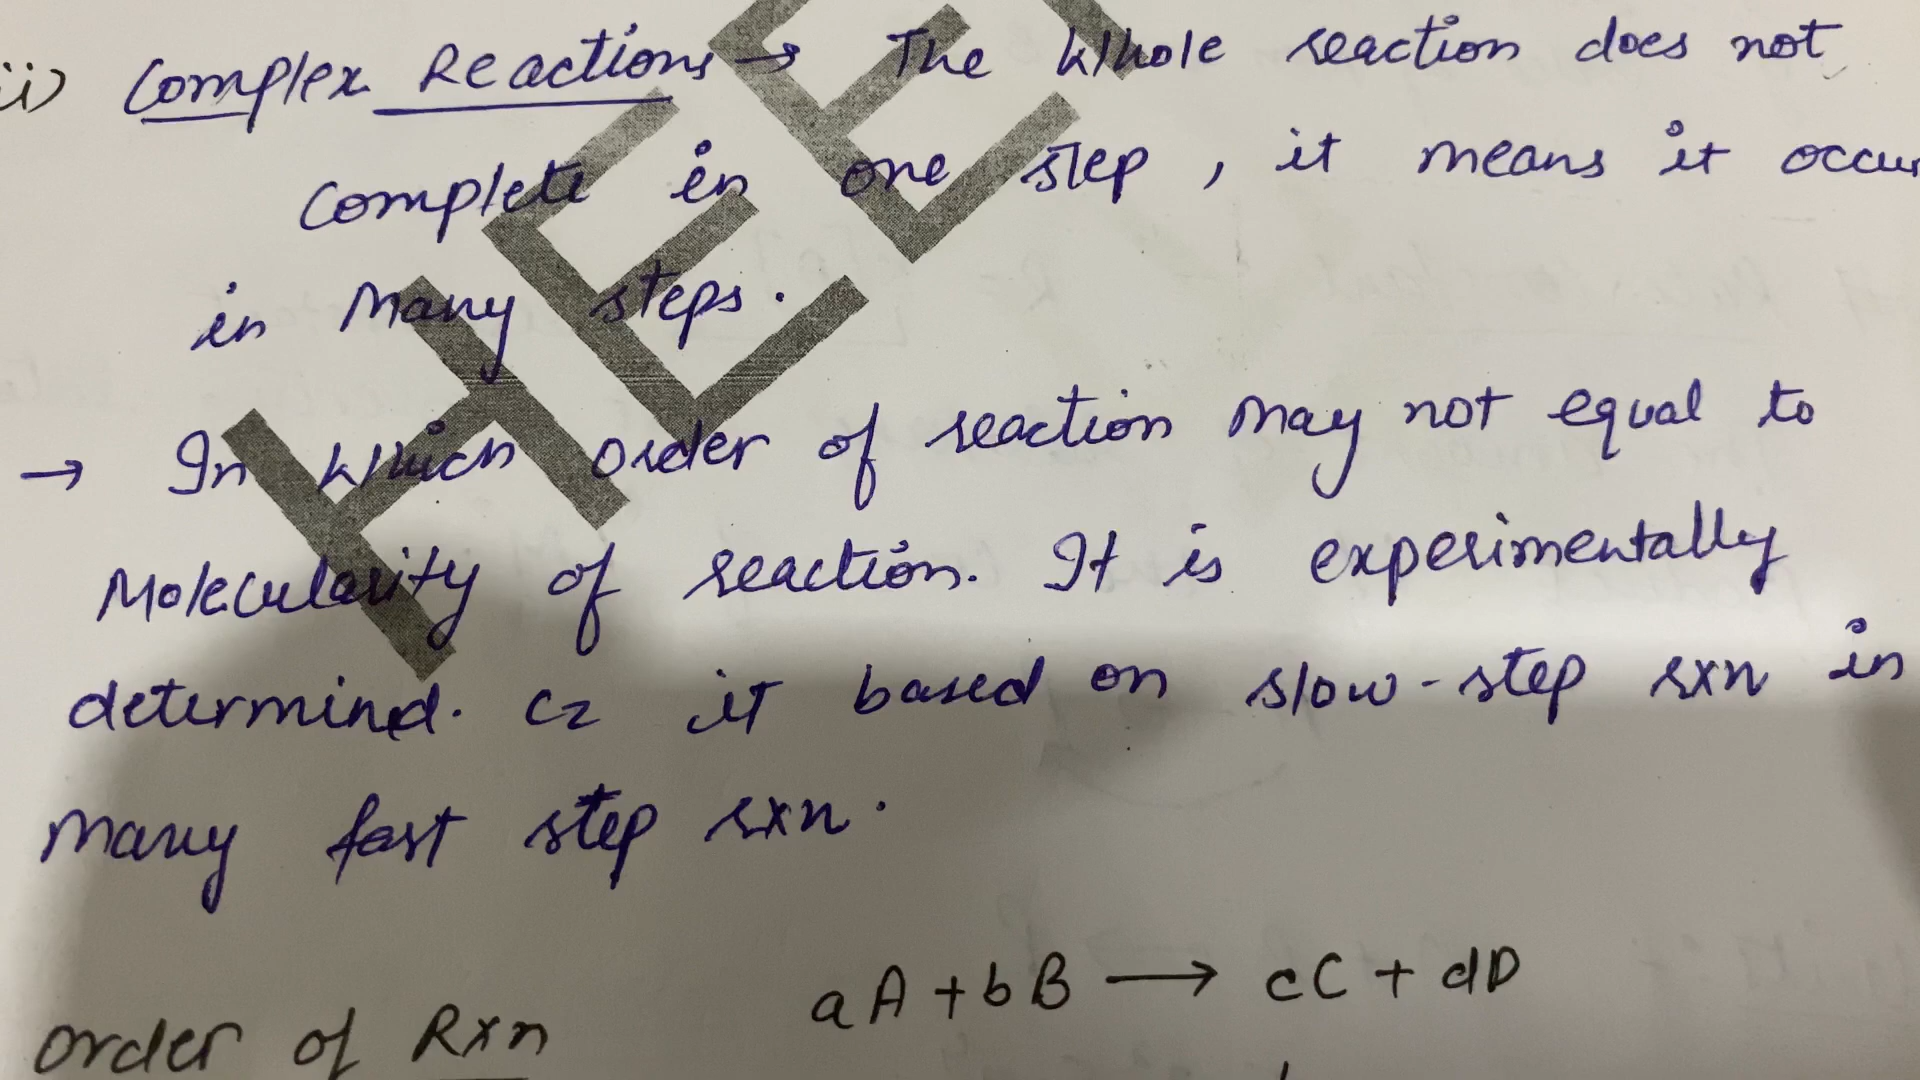 ii) Complex Reactions → The Whole reaction does not
Complete in one step, it means it occur
in Many steps.
→ In Which order of reaction may not equal to
Molecularity of reaction. It is experimentally
determind. cz it based on slow-step rxn in
many fast step rxn.
aA + bB → cC + dD
order of Rxn